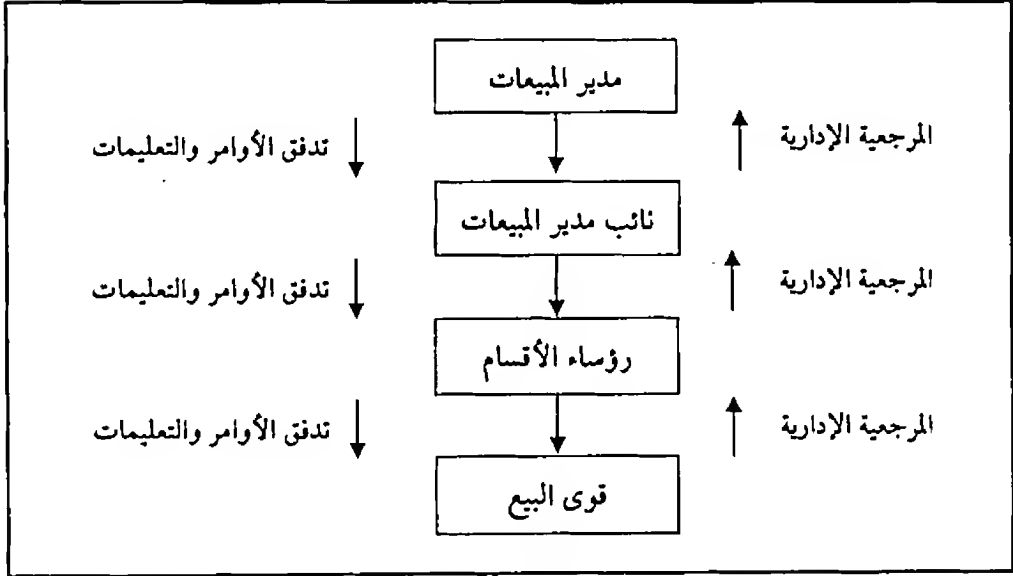 مدير المبيعات
المرجعية الإدارية
تدفق الأوامر والتعليمات
نائب مدير المبيعات
المرجعية الإدارية
تدفق الأوامر والتعليمات
رؤساء الأقسام
المرجعية الإدارية
تدفق الأوامر والتعليمات
قوى البيع